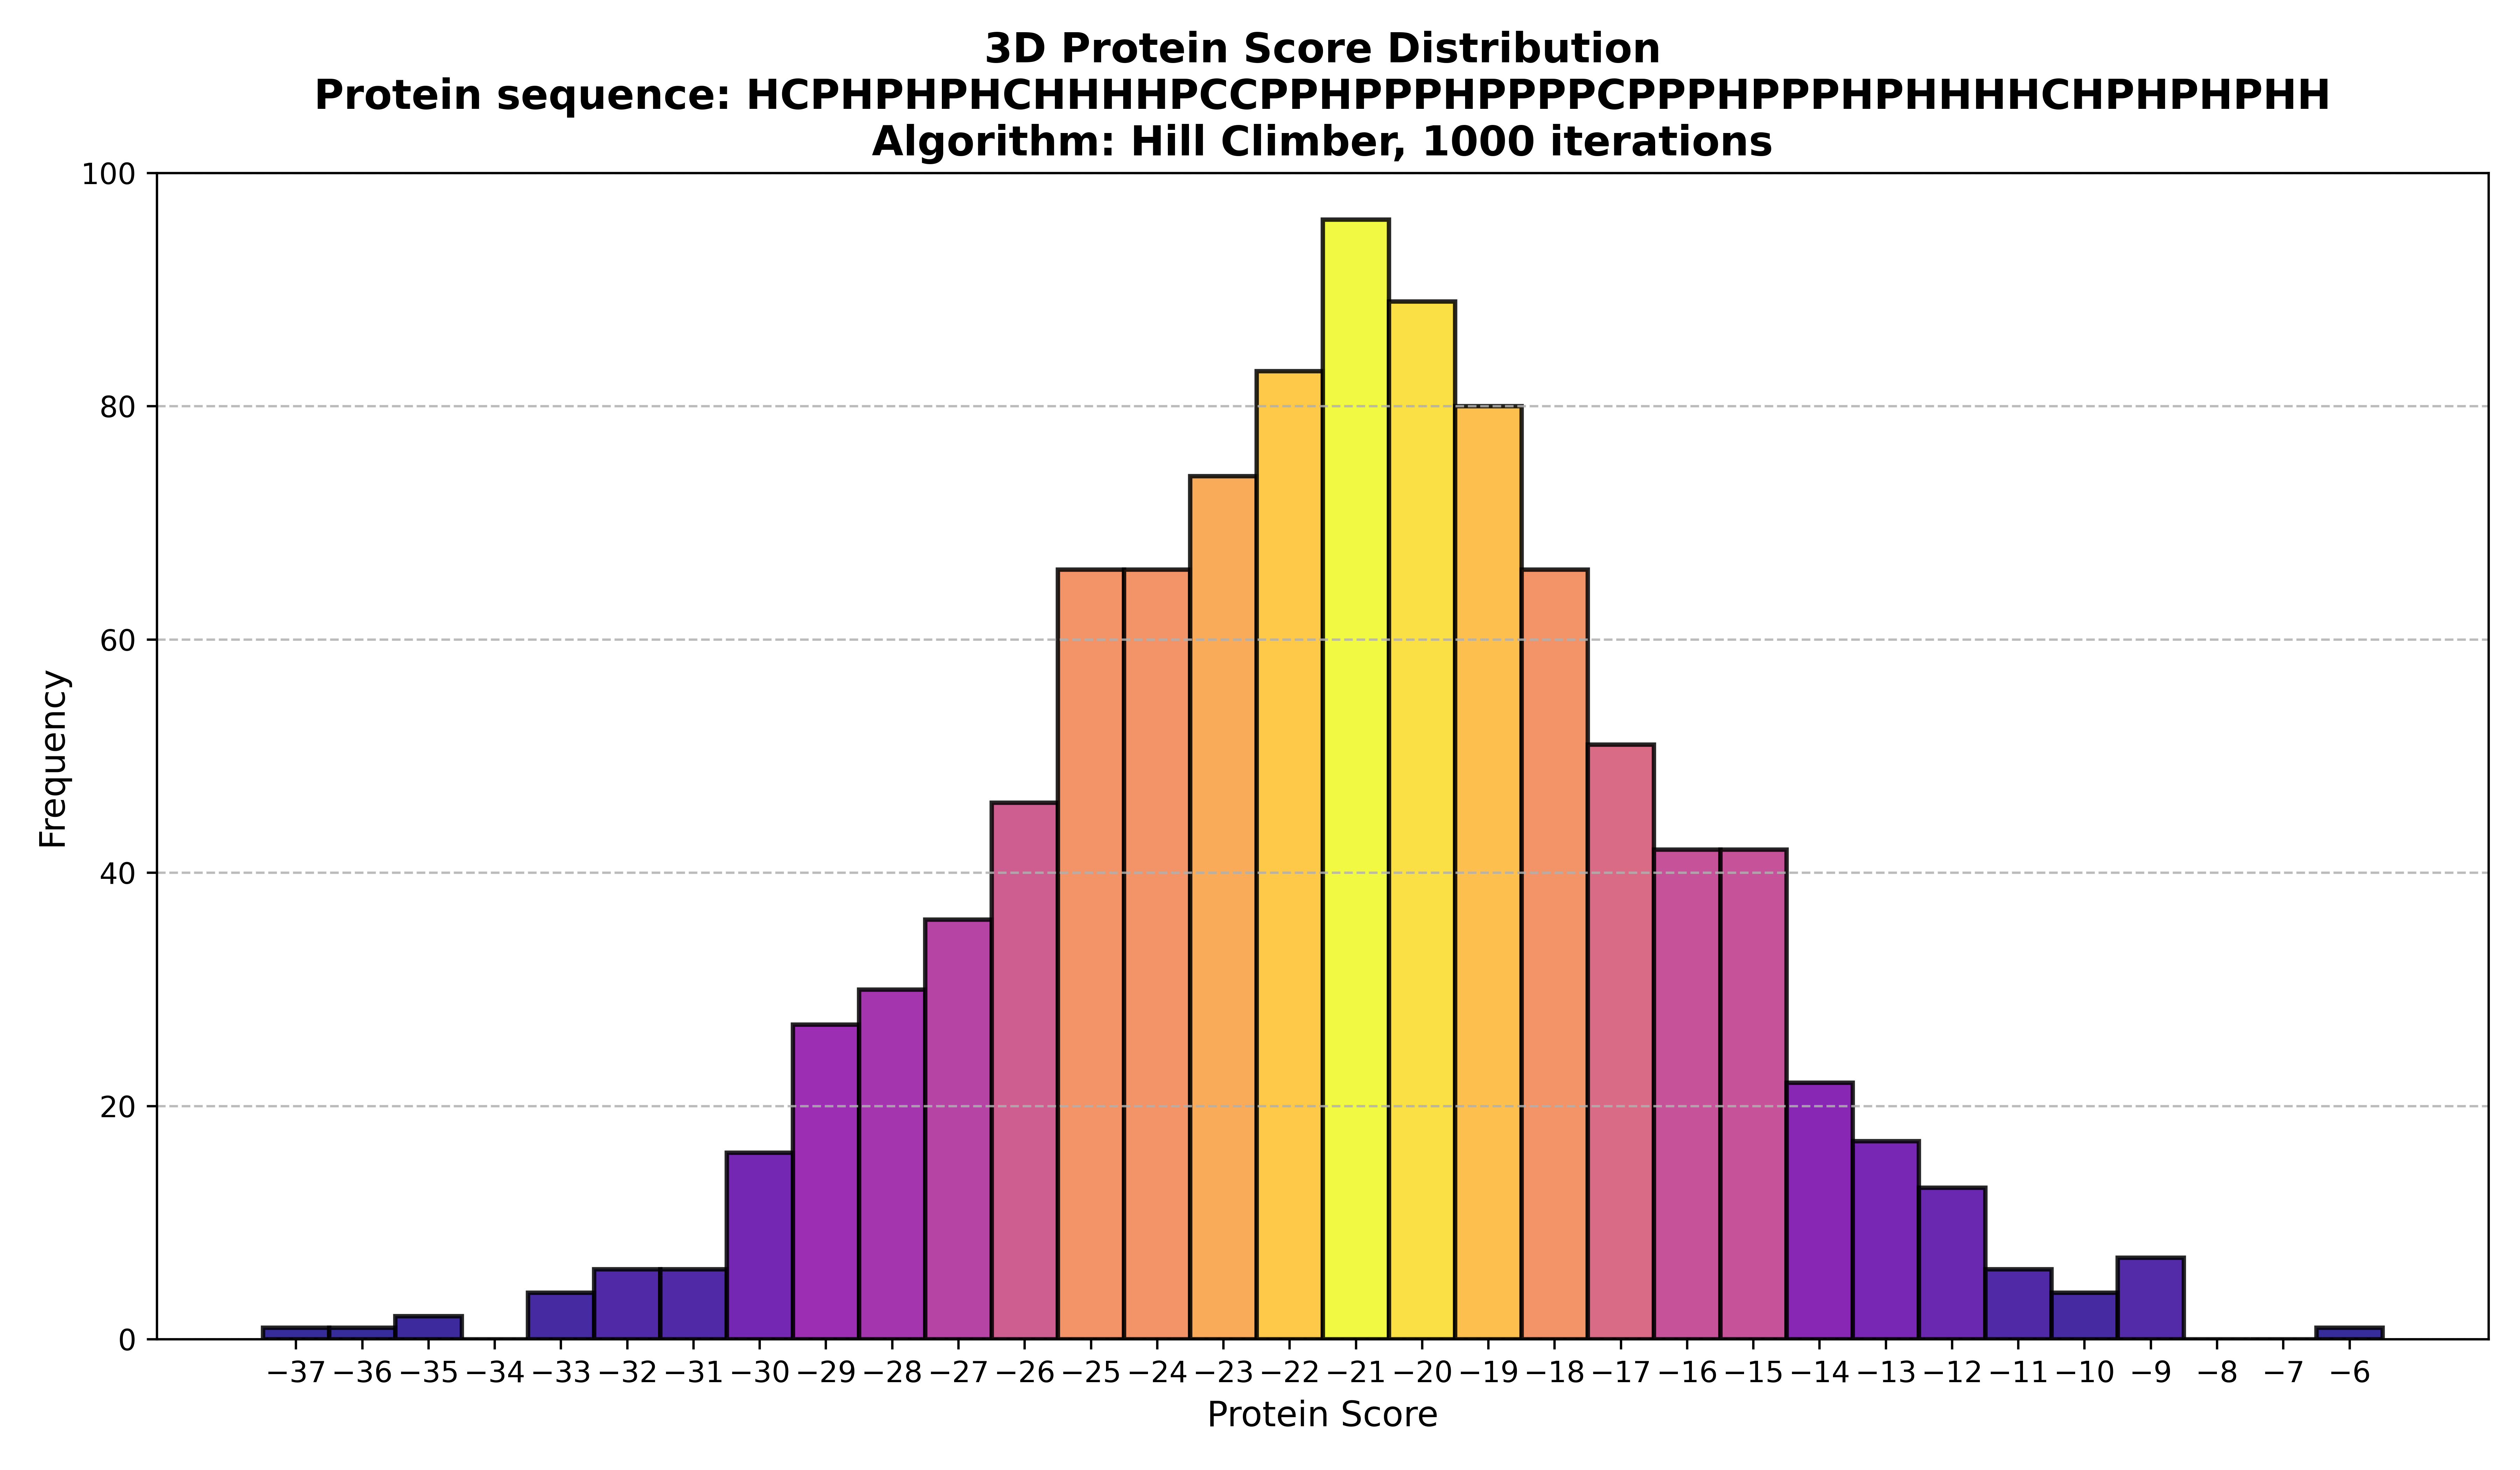 3D Protein Score Distribution
Protein sequence: HCPHPHPHCHHHHHPCCPPHPPPHPPPPCPPPHPPPHPHHHHCHPHPHPHH
Algorithm: Hill Climber, 1000 iterations
100
80
60
40
20
0
Frequency
−37 −36 −35 −34 −33 −32 −31 −30 −29 −28 −27 −26 −25 −24 −23 −22 −21 −20 −19 −18 −17 −16 −15 −14 −13 −12 −11 −10 −9 −8 −7 −6
Protein Score